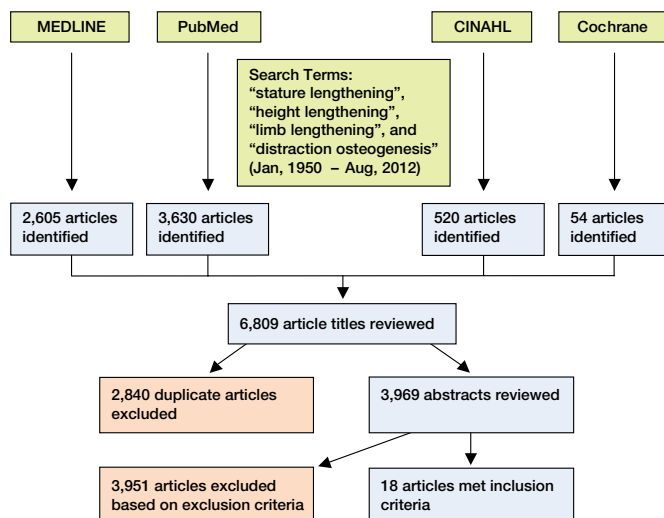 MEDLINE
PubMed
CINAHL
Cochrane
Search Terms:
“stature lengthening”,
“height lengthening”,
“limb lengthening”, and
“distraction osteogenesis”
(Jan, 1950 – Aug, 2012)
2,605 articles
identified
3,630 articles
identified
520 articles
identified
54 articles
identified
6,809 article titles reviewed
2,840 duplicate articles
excluded
3,969 abstracts reviewed
3,951 articles excluded
based on exclusion criteria
18 articles met inclusion
criteria